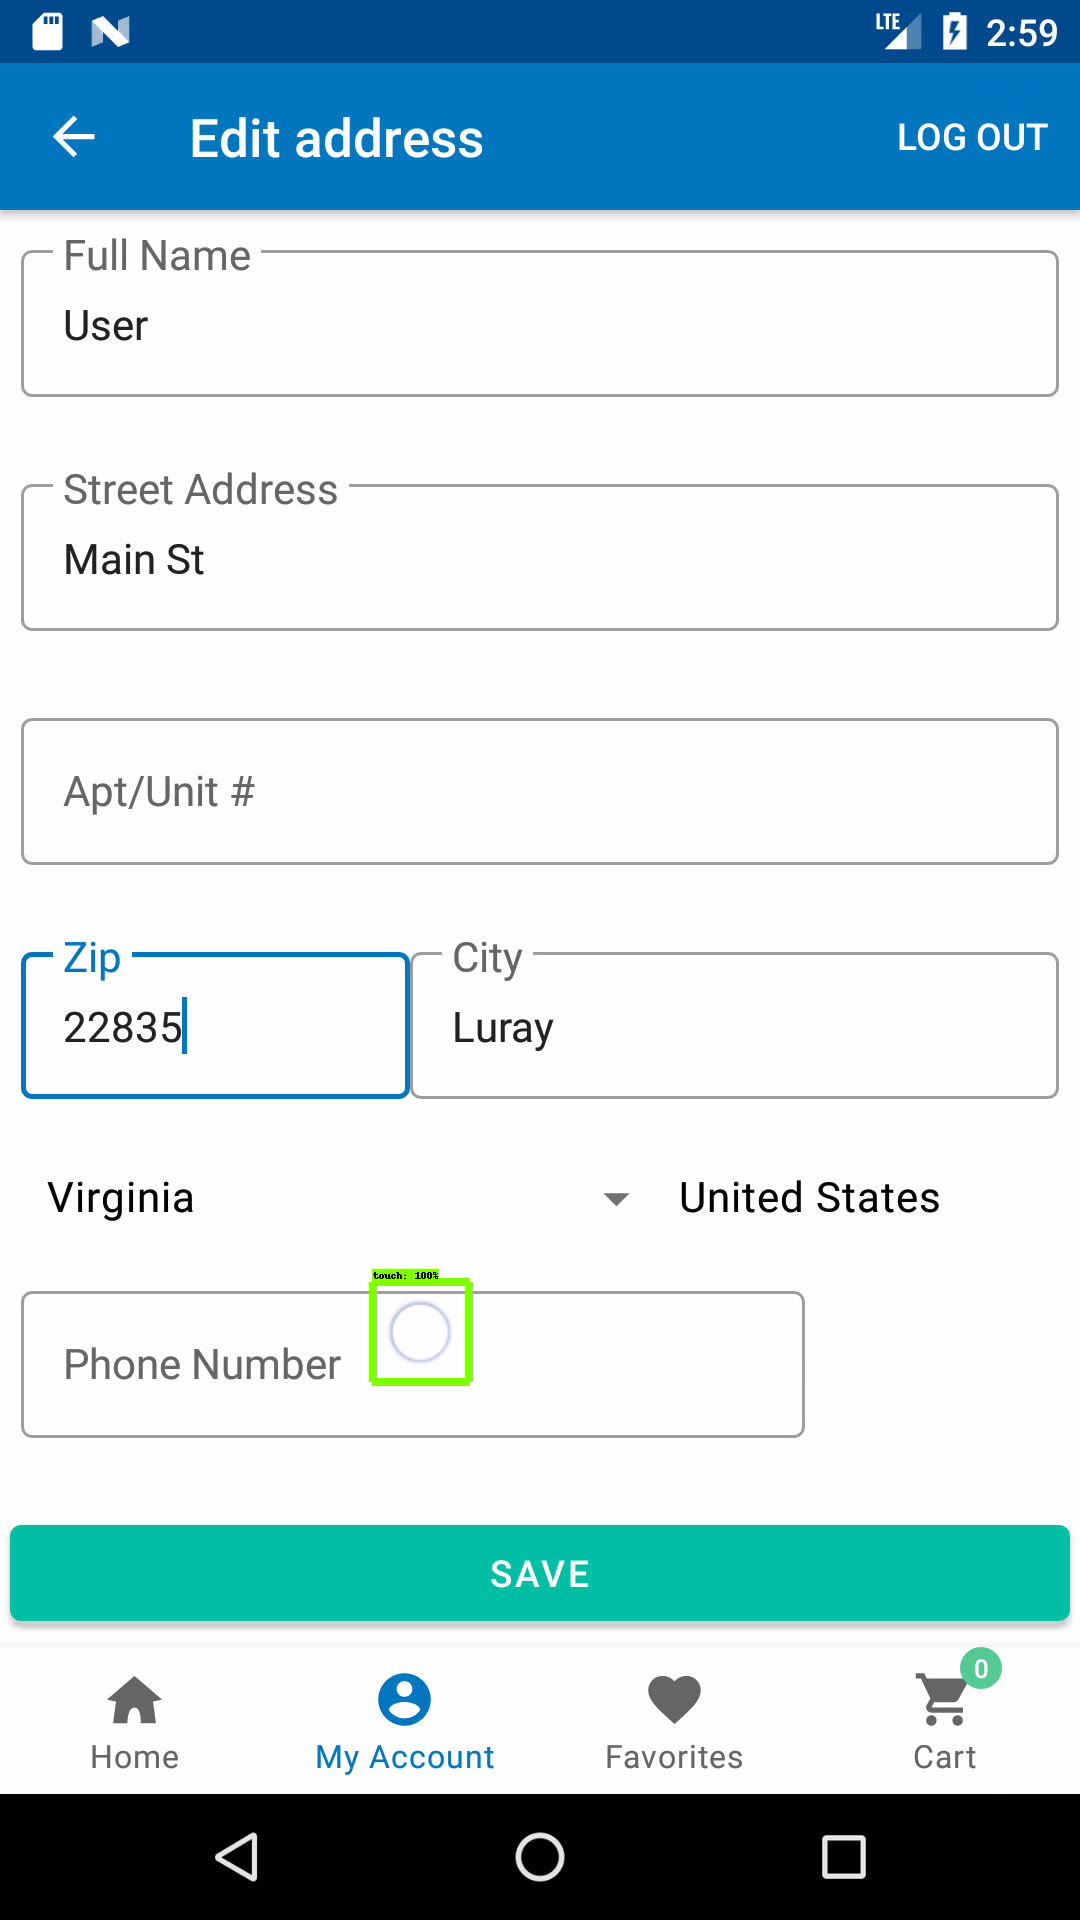 LTE 2:59
Edit address LOG OUT
Full Name
User
Street Address
Main St
Apt/Unit #
Zip City
22835 Luray
Virginia United States
touch: 100%
Phone Number
SAVE
0
Home My Account Favorites Cart